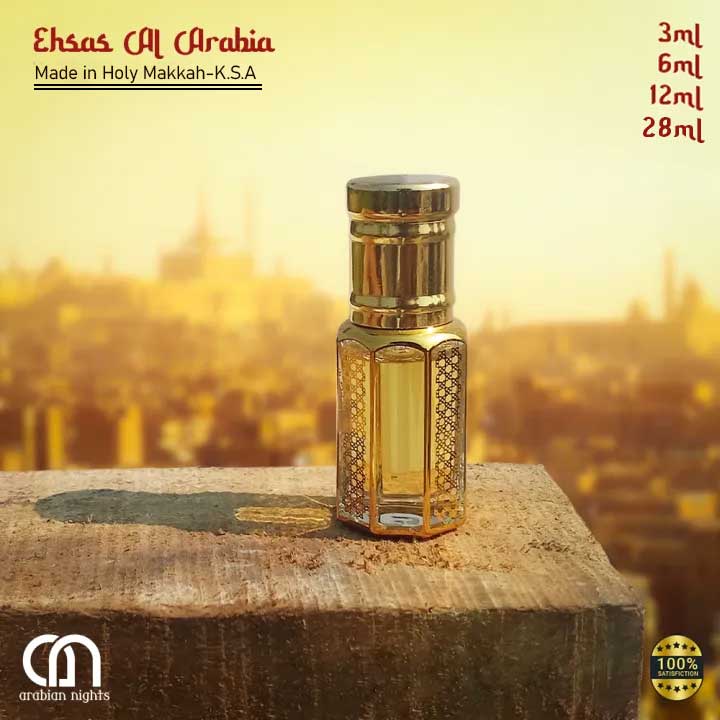 Ehsas Al Arabia
Made in Holy Makkah-K.S.A
3ml
6ml
12ml
28ml
arabian nights
100%
SATISFICTION